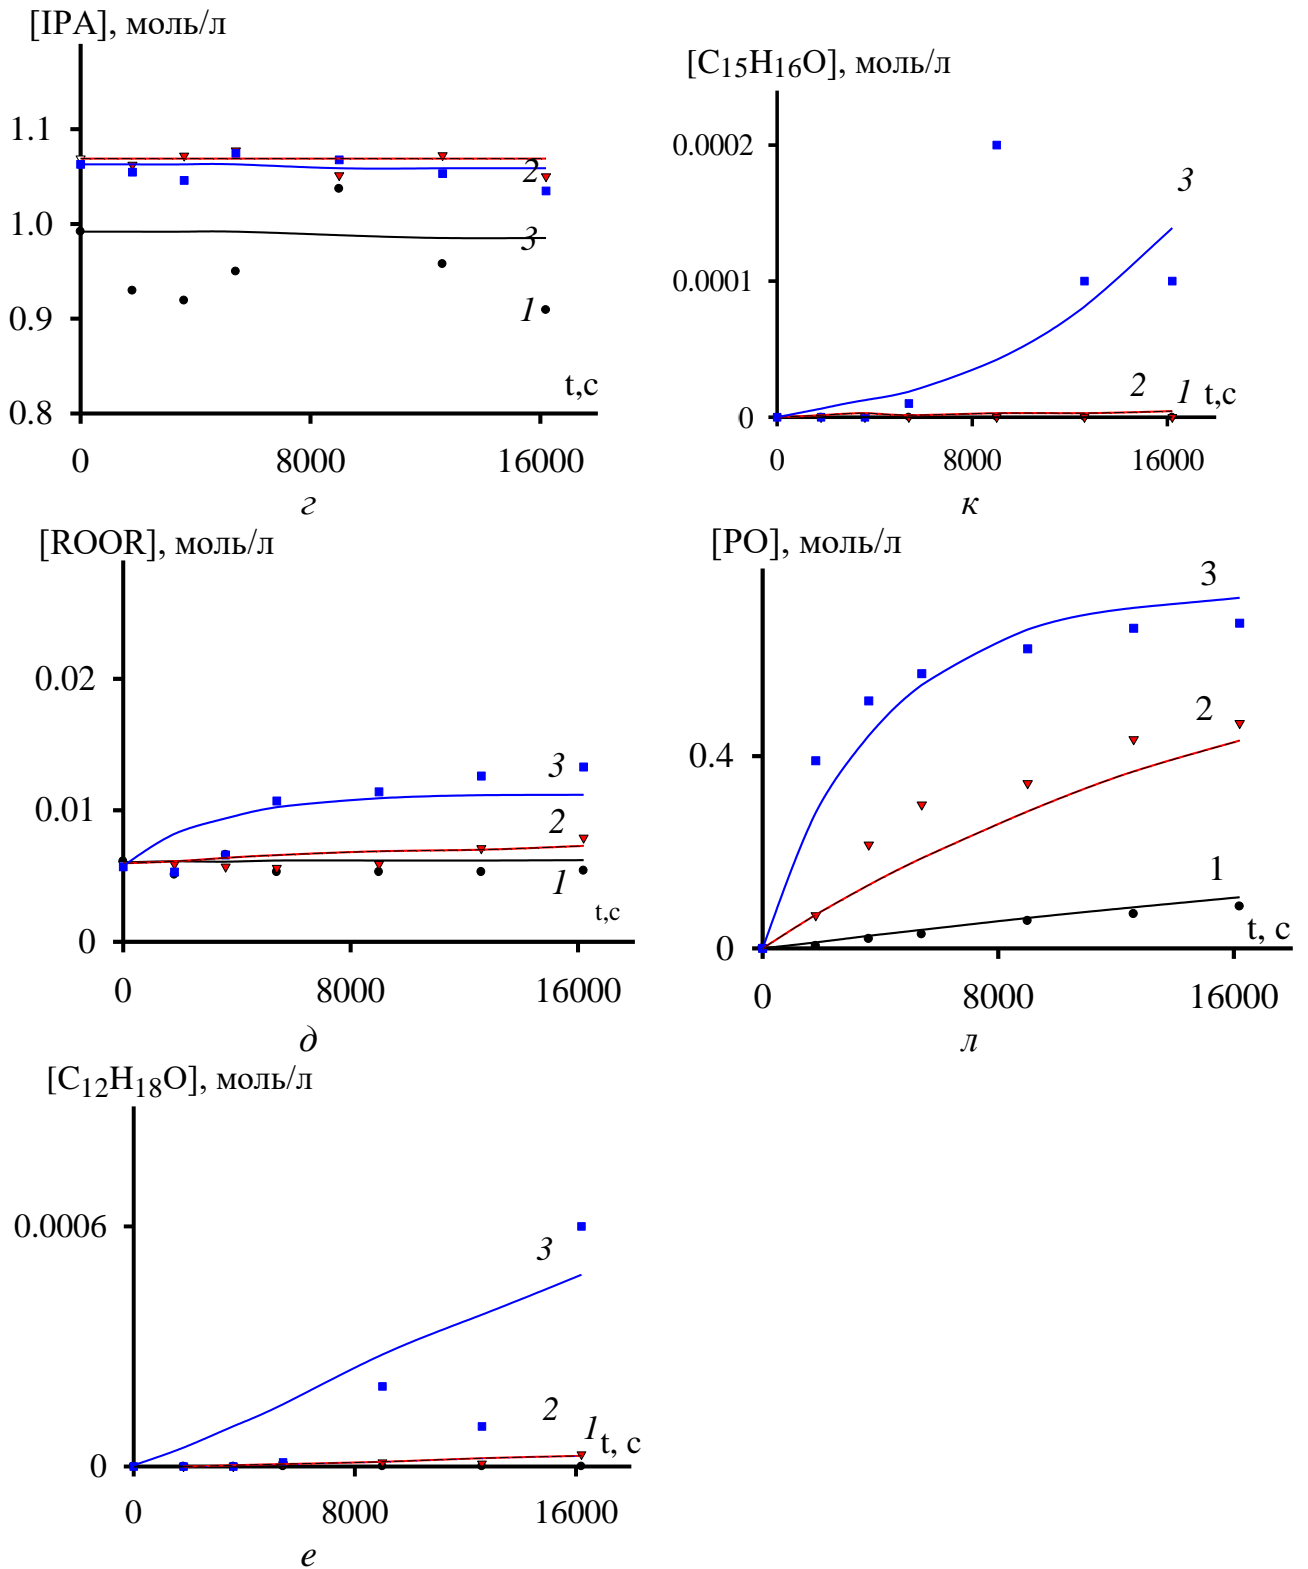 [IPA], моль/л
1.1
1.0
0.9
0.8
2
3
1
t,c
0 8000 16000
г
[C15H16O], моль/л
0.0002
0.0001
0
3
2 1 t,c
0 8000 16000
к
[ROOR], моль/л
0.02
0.01
0
3
2
1
t,c
0 8000 16000
д
[PO], моль/л
0.4
0
3
2
1
t, c
0 8000 16000
л
[C12H18O], моль/л
0.0006
0
3
2
1 t, c
0 8000 16000
е